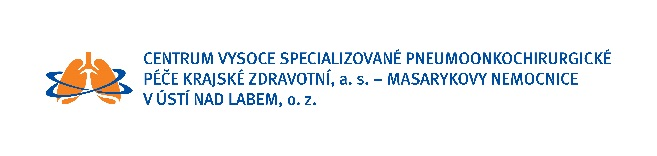 CENTRUM VYSOCE SPECIALIZOVANÉ PNEUMOONKOCHIRURGICKÉ
PÉČE KRAJSKÉ ZDRAVOTNÍ, a. s. – MASARYKOVY NEMOCNICE
V ÚSTÍ NAD LABEM, o. z.